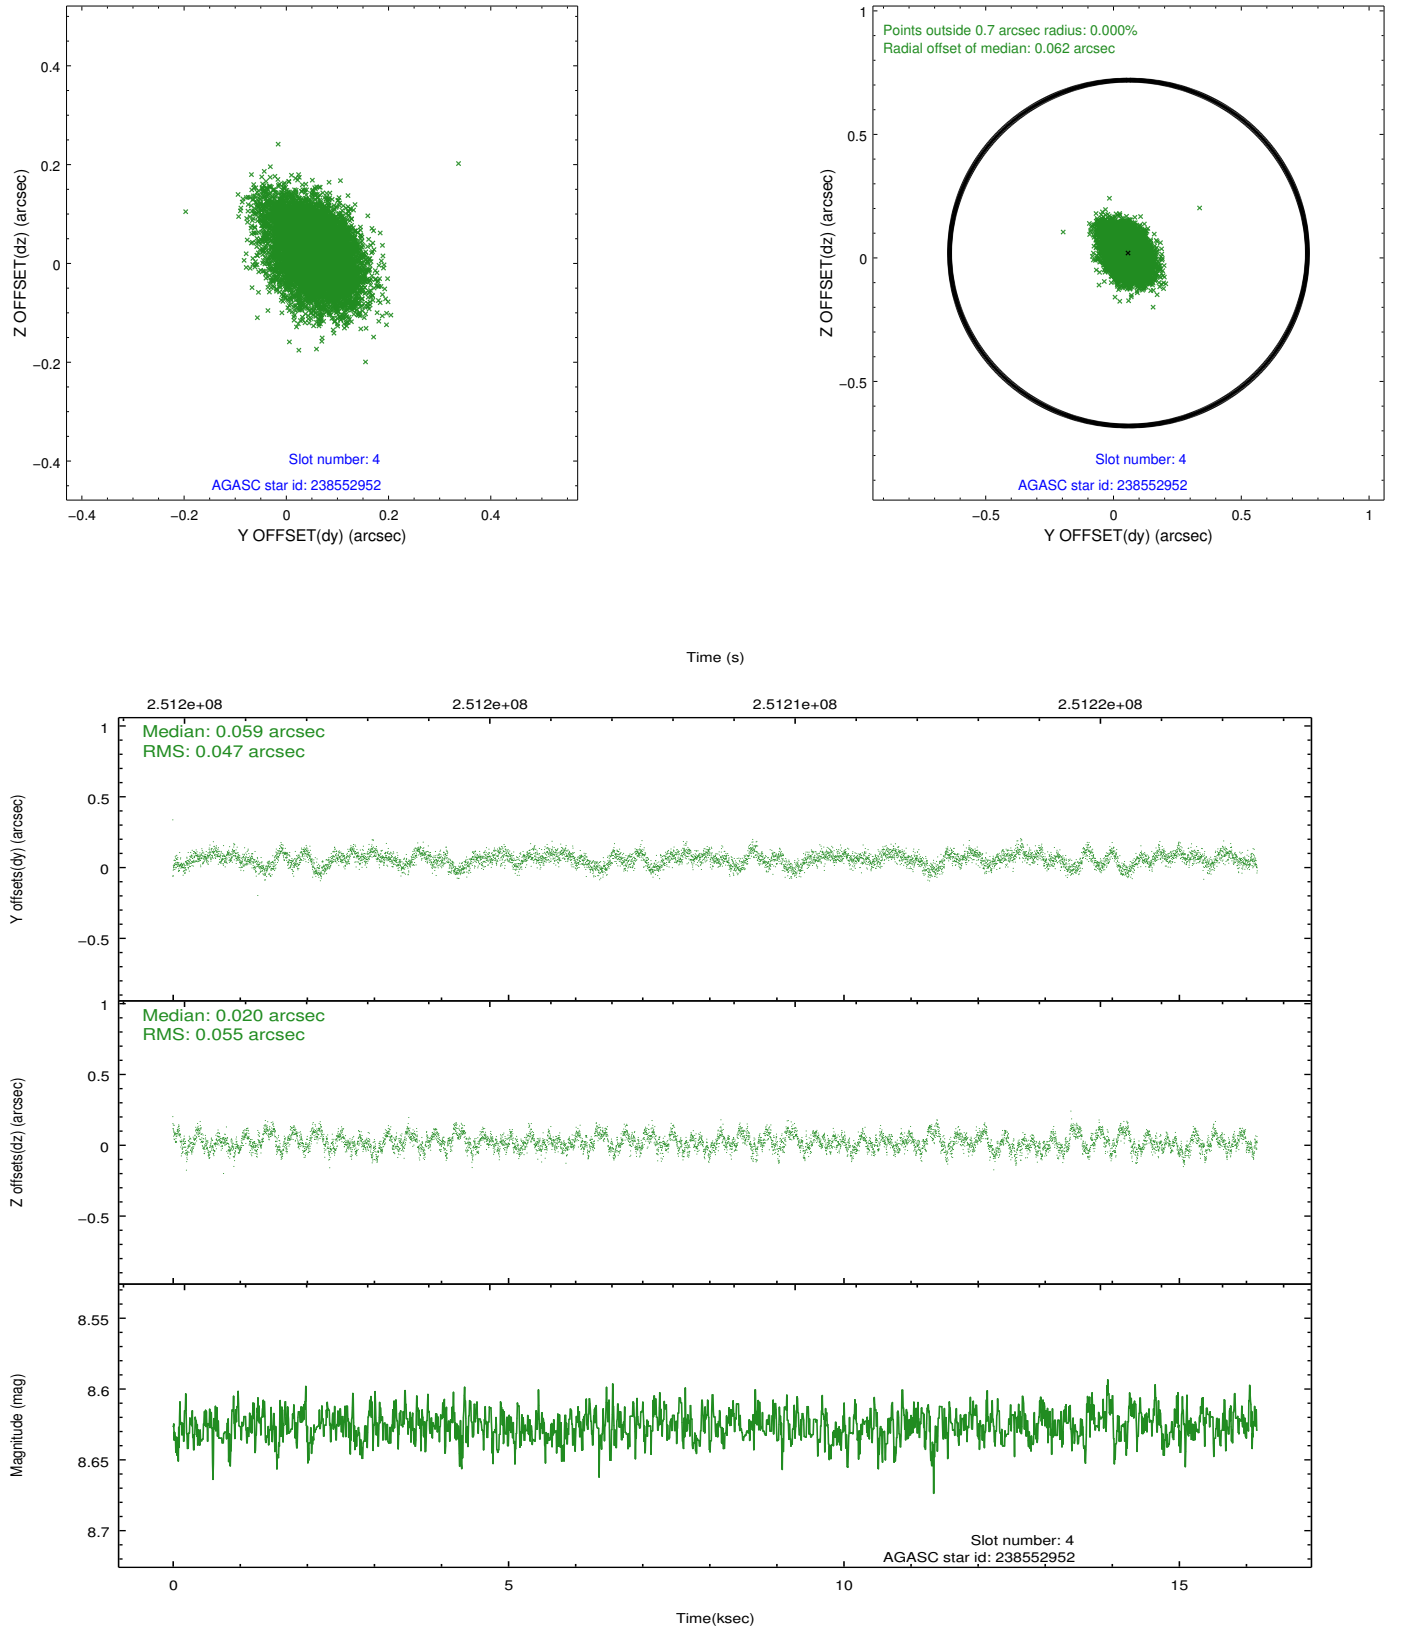 0.4
0.2
0
−0.2
−0.4
Z OFFSET(dz) (arcsec)
Slot number: 4
AGASC star id: 238552952
−0.4
−0.2
0
0.2
0.4
Y OFFSET(dy) (arcsec)
1
0.5
0
−0.5
Z OFFSET(dz) (arcsec)
Points outside 0.7 arcsec radius: 0.000%
Radial offset of median: 0.062 arcsec
Slot number: 4
AGASC star id: 238552952
−0.5
0
0.5
1
Y OFFSET(dy) (arcsec)
Time (s)
2.512e+08
2.512e+08
2.5121e+08
2.5122e+08
Median: 0.059 arcsec
RMS: 0.047 arcsec
1
0.5
0
−0.5
Y offsets(dy) (arcsec)
Median: 0.020 arcsec
RMS: 0.055 arcsec
1
0.5
0
−0.5
Z offsets(dz) (arcsec)
8.55
8.6
8.65
8.7
Magnitude (mag)
Slot number: 4
AGASC star id: 238552952
0
5
10
15
Time(ksec)